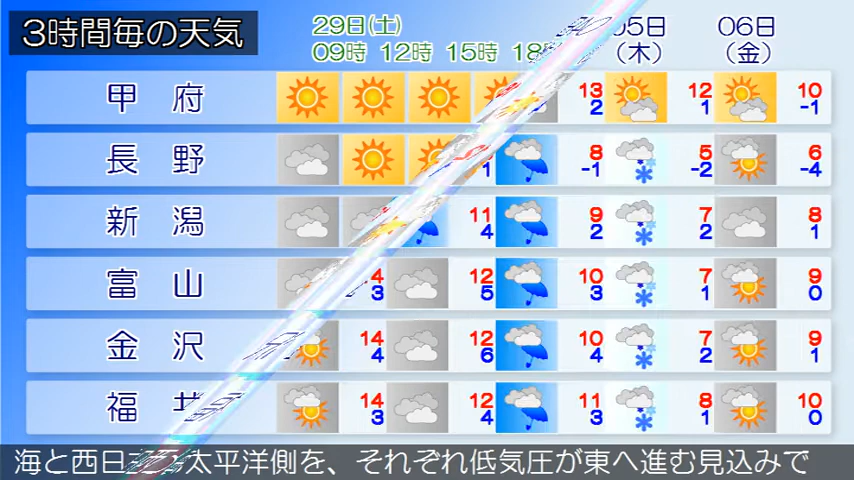 3時間毎の天気
29日(土)
09時 12時 15時 18時
05日 06日
(木) (金)
甲府 13 2 12 1 10 -1
長野 1 8 -1 5 -2 6 -4
新潟 11 4 9 2 7 2 8 1
富山 4 3 12 5 10 3 7 1 9 0
金沢 14 4 12 6 10 4 7 2 9 1
福井 14 3 12 4 11 3 8 1 10 0
海と西日 太平洋側を、それぞれ低気圧が東へ進む見込みで